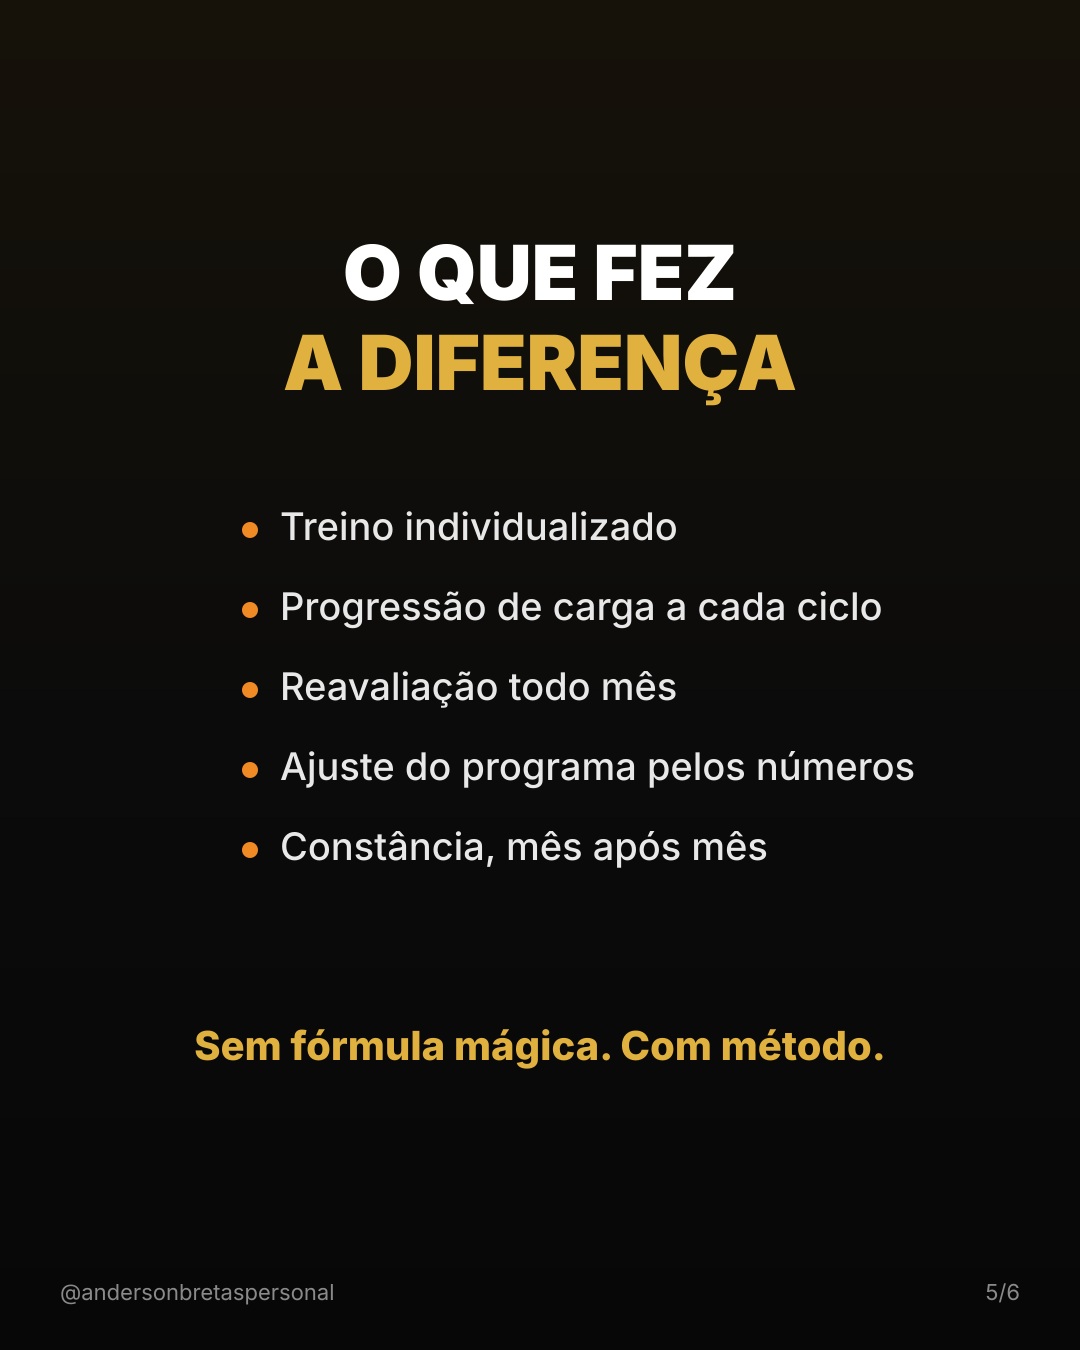 O QUE FEZ
A DIFERENÇA
Treino individualizado
Progressão de carga a cada ciclo
Reavaliação todo mês
Ajuste do programa pelos números
Constância, mês após mês
Sem fórmula mágica. Com método.
@andersonbretaspersonal
5/6